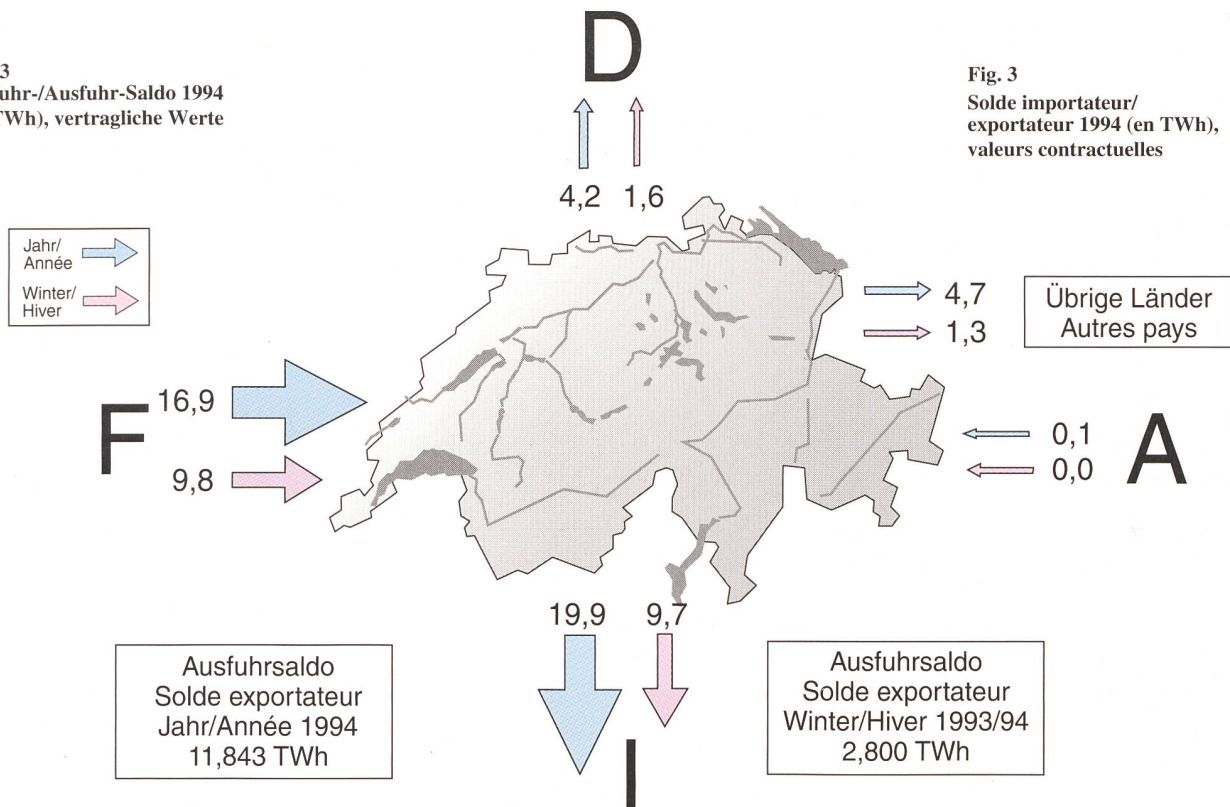 3
uhr-/Ausfuhr-Saldo 1994
TWh), vertragliche Werte
D
Fig. 3
Solde importateur/
exportateur 1994 (en TWh),
valeurs contractuelles
4,2 1,6
Jahr/
Année
Winter/
Hiver
4,7
1,3
Übrige Länder
Autres pays
F
16,9
9,8
0,1
0,0
A
19,9 9,7
Ausfuhrsaldo
Solde exportateur
Jahr/Année 1994
11,843 TWh
Ausfuhrsaldo
Solde exportateur
Winter/Hiver 1993/94
2,800 TWh
I